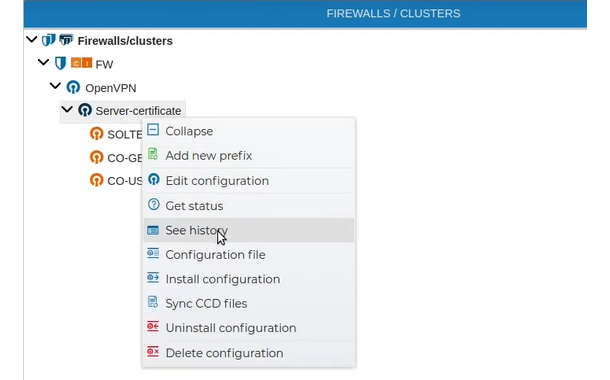 FIREWALLS / CLUSTERS
Firewalls/clusters
C I FW
OpenVPN
Server-certificate
Collapse
Add new prefix
Edit configuration
Get status
See history
Configuration file
Install configuration
Sync CCD files
Uninstall configuration
Delete configuration
SOLTE
CO-GE
CO-US